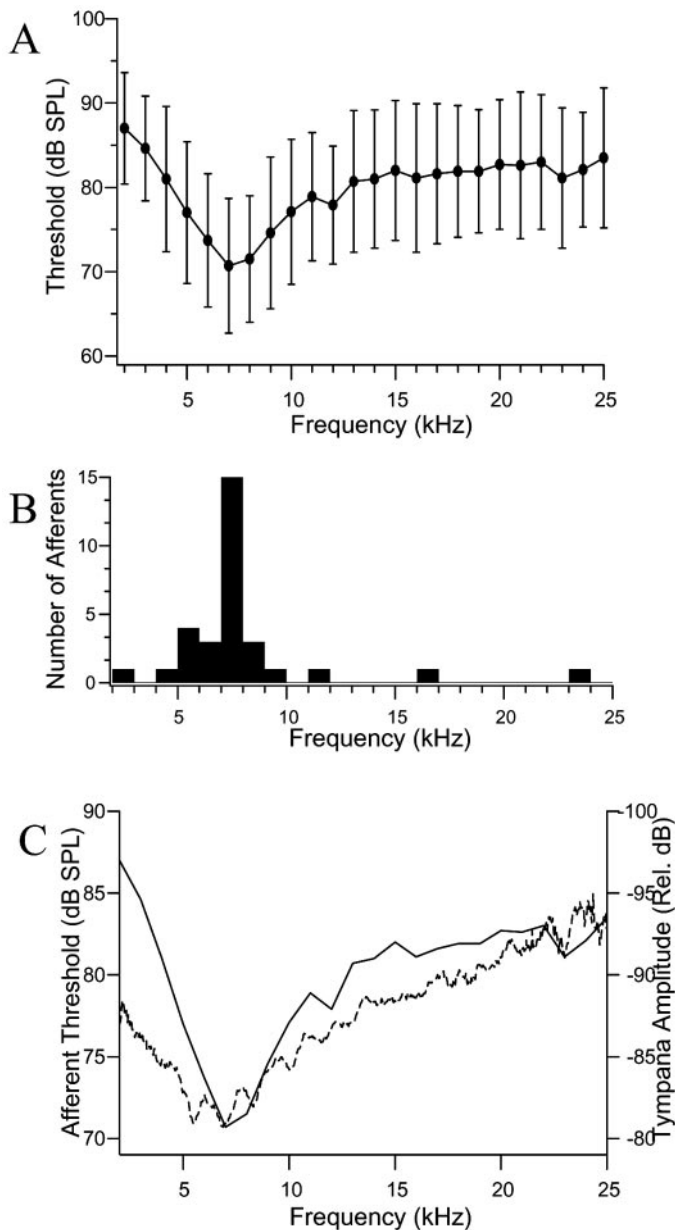 A
Threshold (dB SPL)
100
90
80
70
60
5 10 15 20 25
Frequency (kHz)
B
Number of Afferents
15
10
5
0
5 10 15 20 25
Frequency (kHz)
C
Afferent Threshold (dB SPL)
90
85
80
75
70
-100
-95
-90
-85
-80
Tympana Amplitude (Rel. dB)
5 10 15 20 25
Frequency (kHz)